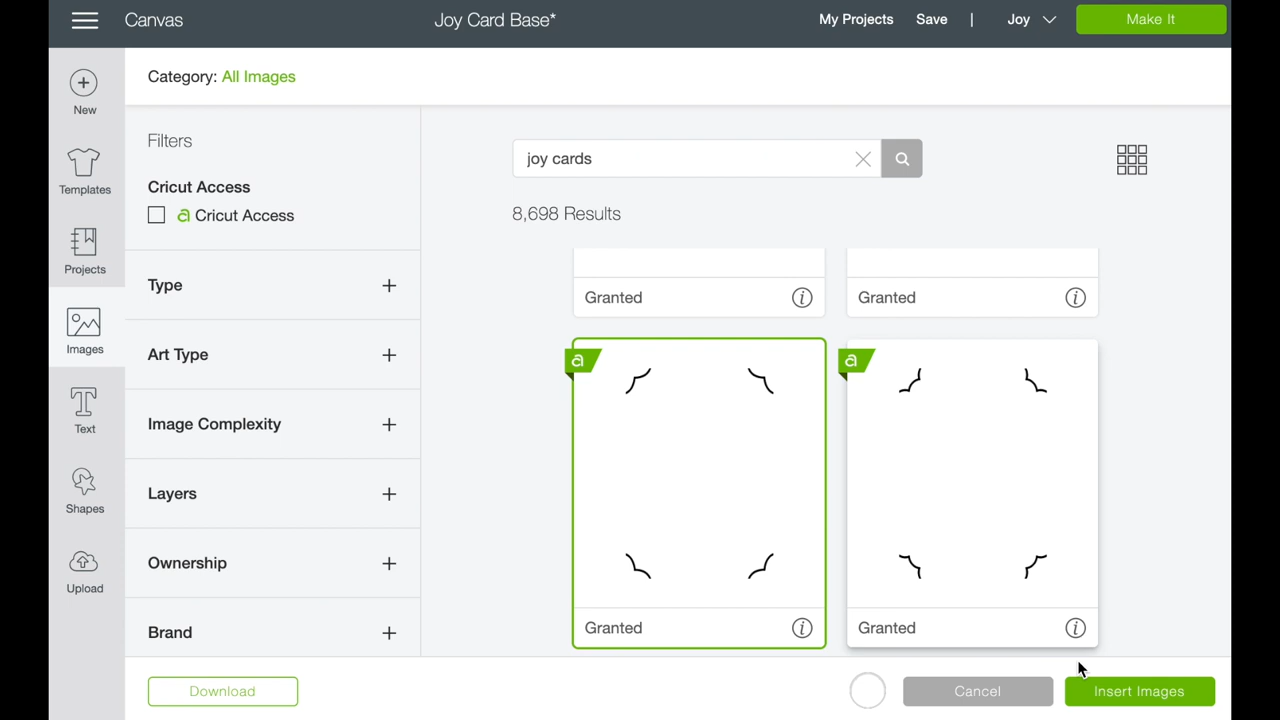 Canvas
Joy Card Base*
My Projects Save | Joy Make It
New
Templates
Projects
Images
Text
Shapes
Upload
Category: All Images
Filters
Cricut Access
a Cricut Access
Type +
Art Type +
Image Complexity +
Layers +
Ownership +
Brand +
joy cards
8,698 Results
Granted i
Granted i
a
a
Granted i
Granted i
Download
Cancel
Insert Images